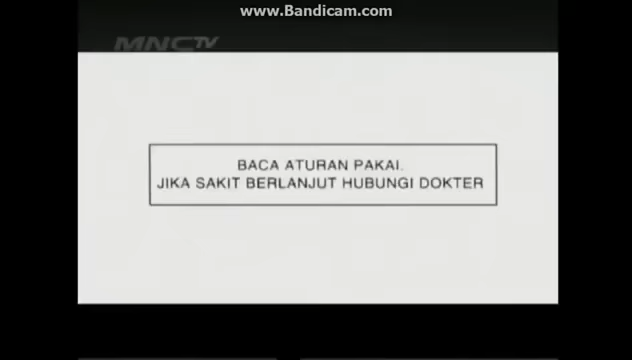 www.Bandicam.com
MNCTV
BACA ATURAN PAKAI.
JIKA SAKIT BERLANJUT HUBUNGI DOKTER